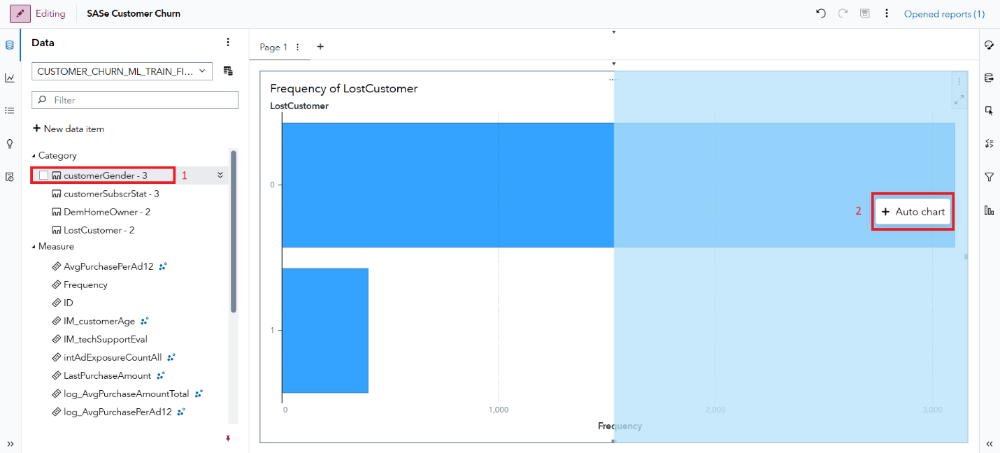 Editing
SASe Customer Churn
Opened reports (1)
Data
CUSTOMER_CHURN_ML_TRAIN_FI...
Filter
+ New data item
Category
customerGender - 3
1
customerSubscrStat - 3
DemHomeOwner - 2
LostCustomer - 2
Measure
AvgPurchasePerAd12
Frequency
ID
IM_customerAge
IM_techSupportEval
intAdExposureCountAll
LastPurchaseAmount
log_AvgPurchaseAmountTotal
log_AvgPurchasePerAd12
Page 1
+
Frequency of LostCustomer
LostCustomer
0
2
+ Auto chart
1
0
1,000
2,000
3,000
Frequency